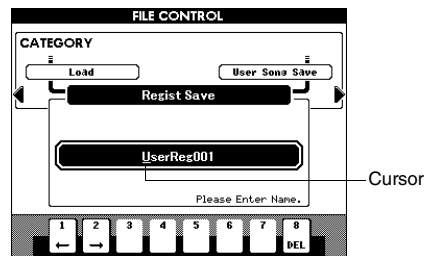 FILE CONTROL
CATEGORY
Load
User Song Save
Regist Save
UserReg001
Cursor
Please Enter Name.
1 2 3 4 5 6 7 8
← → DEL